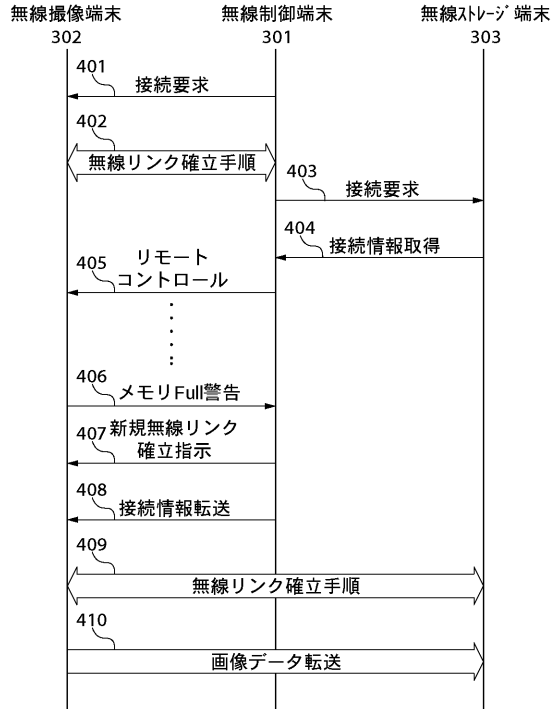 無線撮像端末
302
無線制御端末
301
無線ｽﾄﾚｰｼﾞ端末
303
401
接続要求
402
無線リンク確立手順
403
接続要求
404
接続情報取得
405
リモート
コントロール
406
メモリFull警告
407
新規無線リンク
確立指示
408
接続情報転送
409
無線リンク確立手順
410
画像データ転送